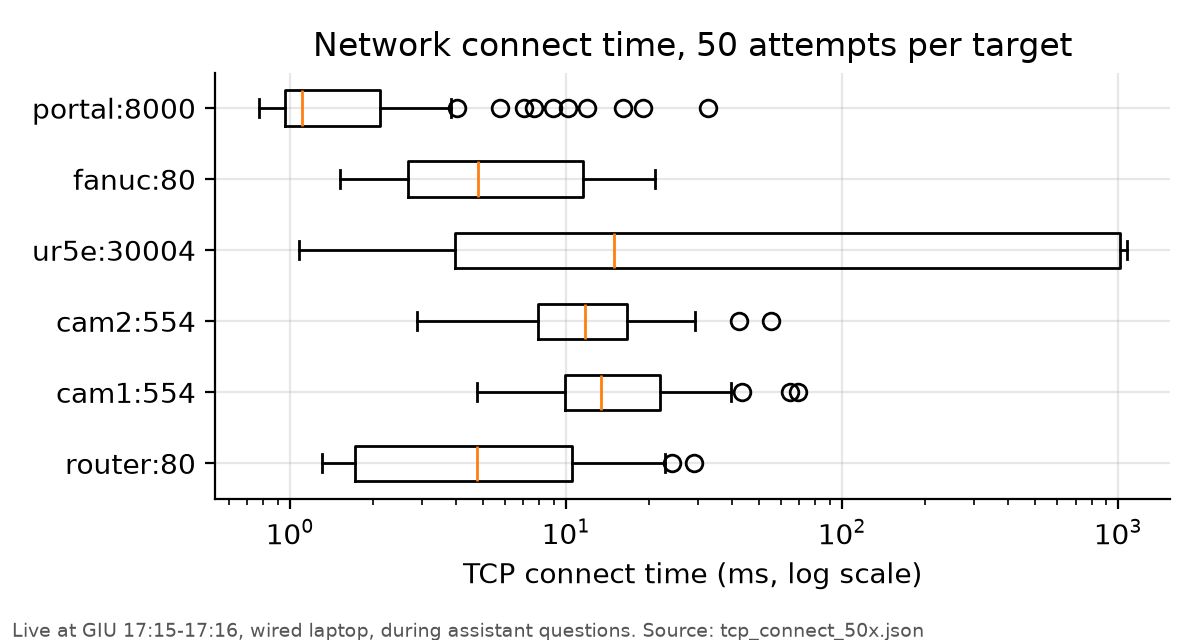 Network connect time, 50 attempts per target
portal:8000
fanuc:80
ur5e:30004
cam2:554
cam1:554
router:80
10⁰ 10¹ 10² 10³
TCP connect time (ms, log scale)
Live at GIU 17:15-17:16, wired laptop, during assistant questions. Source: tcp_connect_50x.json